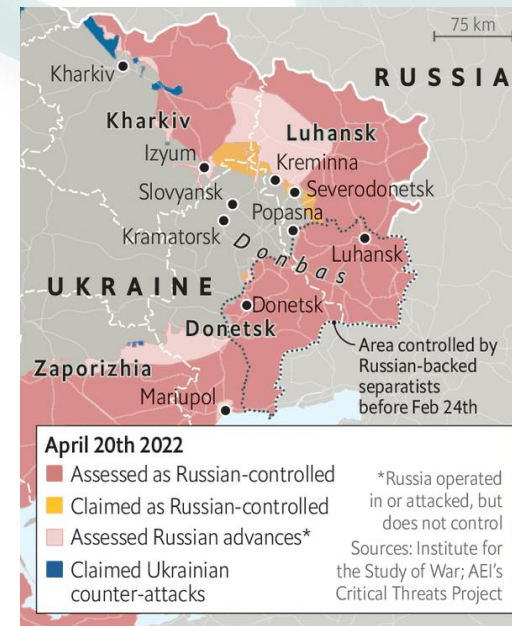 75 km
RUSSIA
Kharkiv
Kharkiv
Luhansk
Izyum
Kreminna
Slovyansk
Severodonetsk
Popasna
Kramatorsk
Donbas
Luhansk
UKRAINE
Donetsk
Donetsk
Area controlled by
Russian-backed
separatists
before Feb 24th
Zaporizhia
Mariupol
April 20th 2022
Assessed as Russian-controlled
Claimed as Russian-controlled
Assessed Russian advances*
Claimed Ukrainian
counter-attacks
*Russia operated
in or attacked, but
does not control
Sources: Institute for
the Study of War; AEI's
Critical Threats Project